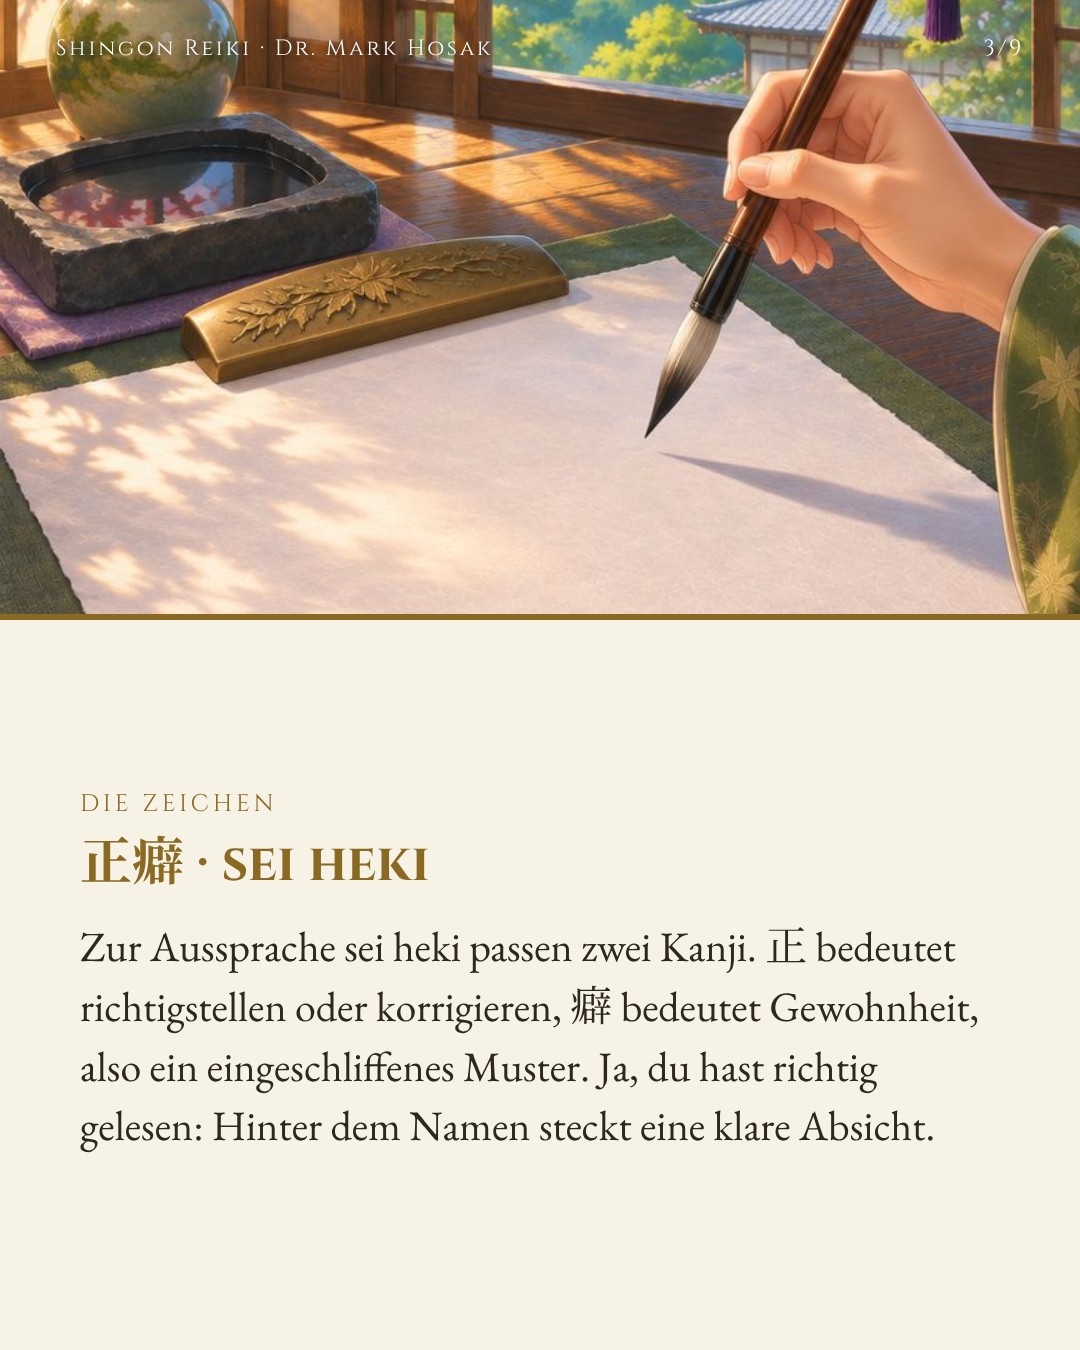 Shingon Reiki · Dr. Mark Hosak
3/9
DIE ZEICHEN
正癖 · SEI HEKI
Zur Aussprache sei heki passen zwei Kanji. 正 bedeutet
richtigstellen oder korrigieren, 癖 bedeutet Gewohnheit,
also ein eingeschliffenes Muster. Ja, du hast richtig
gelesen: Hinter dem Namen steckt eine klare Absicht.